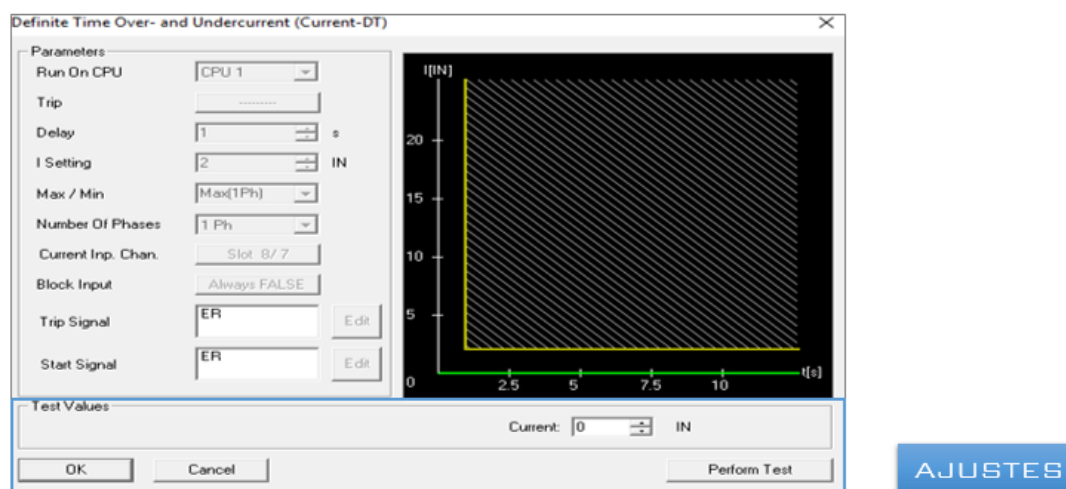 Definite Time Over- and Undercurrent (Current-DT)
Parameters
Run On CPU CPU 1
Trip ---------
Delay 1 s
I Setting 2 IN
Max / Min Max(1Ph)
Number Of Phases 1 Ph
Current Inp. Chan. Slot 8/ 7
Block Input Always FALSE
Trip Signal ER Edit
Start Signal ER Edit
I[IN]
20
15
10
5
0
2.5 5 7.5 10 t[s]
Test Values
Current: 0 IN
OK Cancel Perform Test
AJUSTES